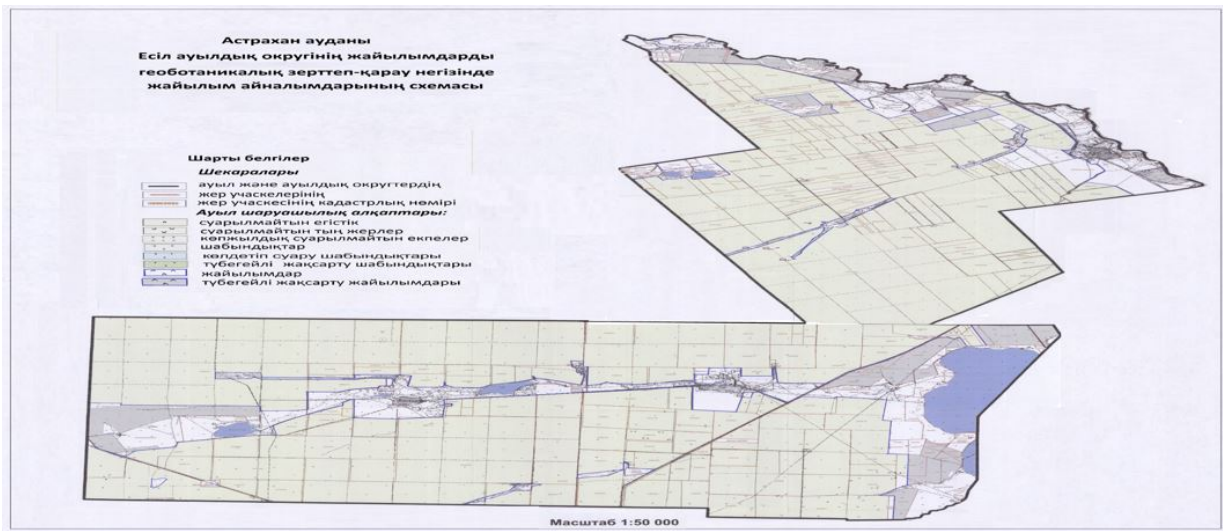 Астрахан ауданы
Есіл ауылдық округінің жайылымдарды
геоботаникалық зерттеп-қарау негізінде
жайылым айналымдарының схемасы
Шарты белгілер
Шекаралары
ауыл және ауылдық округтердің
жер учаскелерінің
жер учаскесінің кадастрлық нөмірі
Ауыл шаруашылық алқаптары:
суарылмайтын егістік
суарылмайтын тың жерлер
көпжылдық суарылмайтын екпелер
шабындықтар
көлдетіп суару шабындықтары
түбегейлі жақсарту шабындықтары
жайылымдар
түбегейлі жақсарту жайылымдары
Масштаб 1:50 000